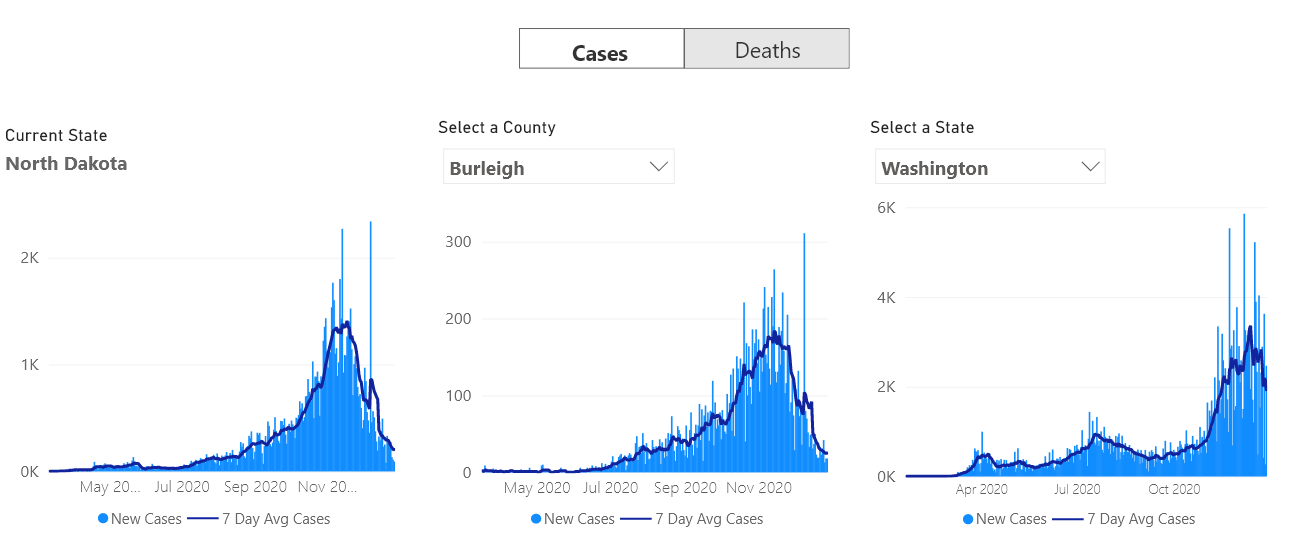 Cases
Deaths
Current State
North Dakota
Select a County
Burleigh
Select a State
Washington
2K
1K
0K
May 20... Jul 2020 Sep 2020 Nov 20...
New Cases 7 Day Avg Cases
300
200
100
0
May 2020 Jul 2020 Sep 2020 Nov 2020
New Cases 7 Day Avg Cases
6K
4K
2K
0K
Apr 2020 Jul 2020 Oct 2020
New Cases 7 Day Avg Cases